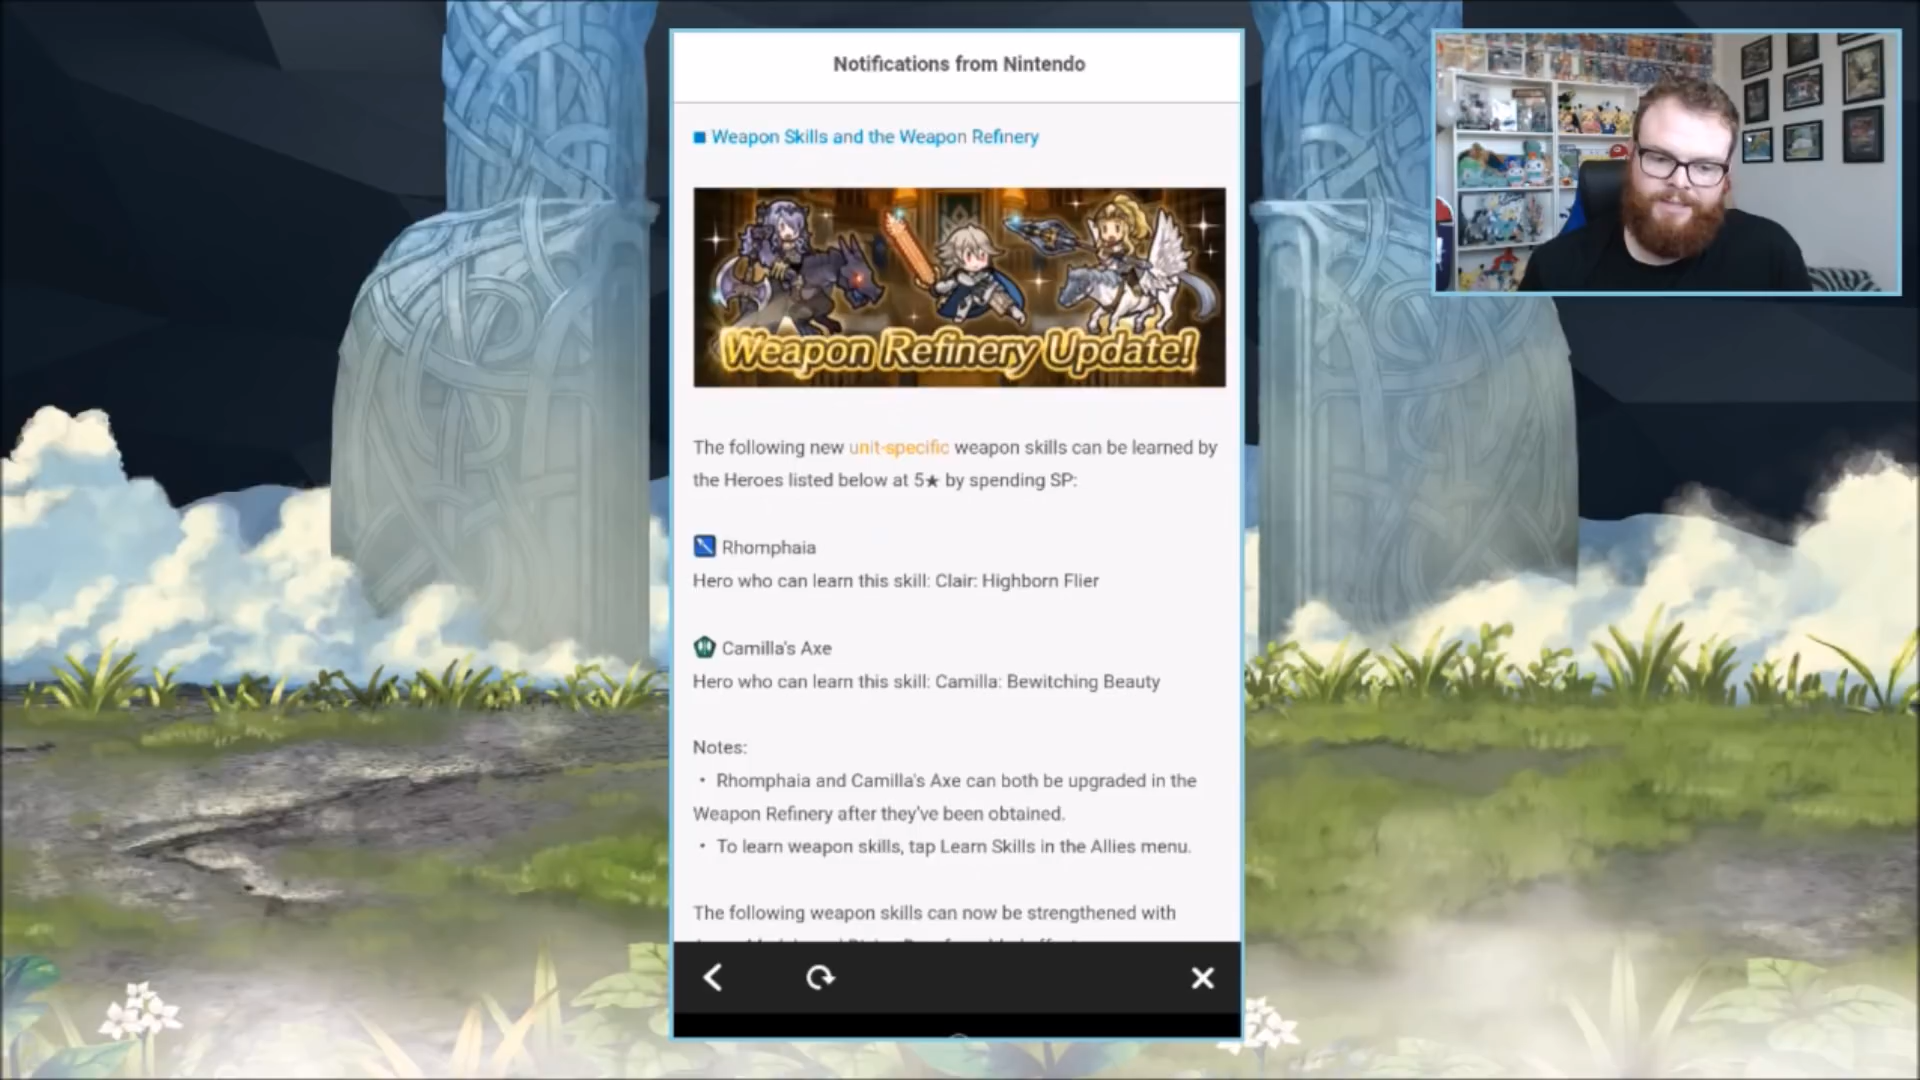 Notifications from Nintendo
Weapon Skills and the Weapon Refinery
Weapon Refinery Update!
The following new unit-specific weapon skills can be learned by
the Heroes listed below at 5★ by spending SP:
Rhomphaia
Hero who can learn this skill: Clair: Highborn Flier
Camilla's Axe
Hero who can learn this skill: Camilla: Bewitching Beauty
Notes:
・ Rhomphaia and Camilla's Axe can both be upgraded in the
Weapon Refinery after they've been obtained.
・ To learn weapon skills, tap Learn Skills in the Allies menu.
The following weapon skills can now be strengthened with